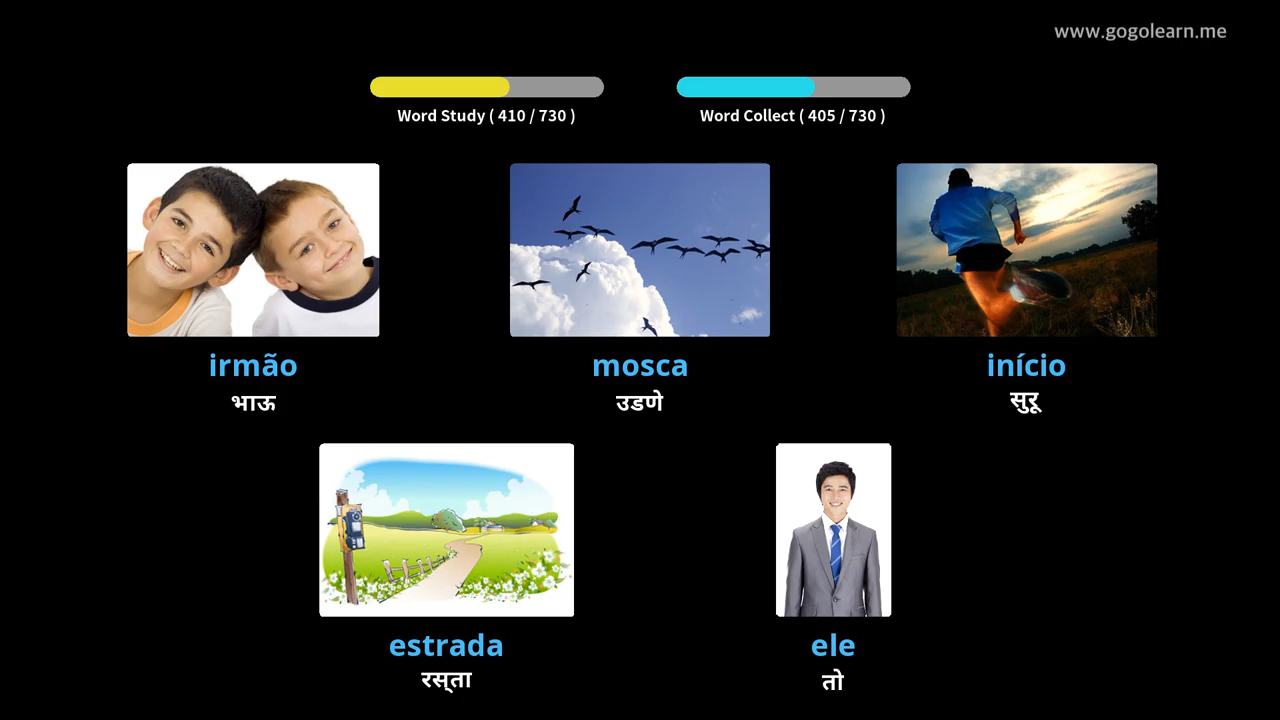 www.gogolearn.me
Word Study ( 410 / 730 )
Word Collect ( 405 / 730 )
irmão
भाऊ
mosca
उडणे
início
सुरू
estrada
रस्ता
ele
तो